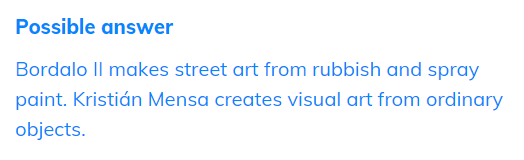 Possible answer
Bordalo II makes street art from rubbish and spray
paint. Kristián Mensa creates visual art from ordinary
objects.